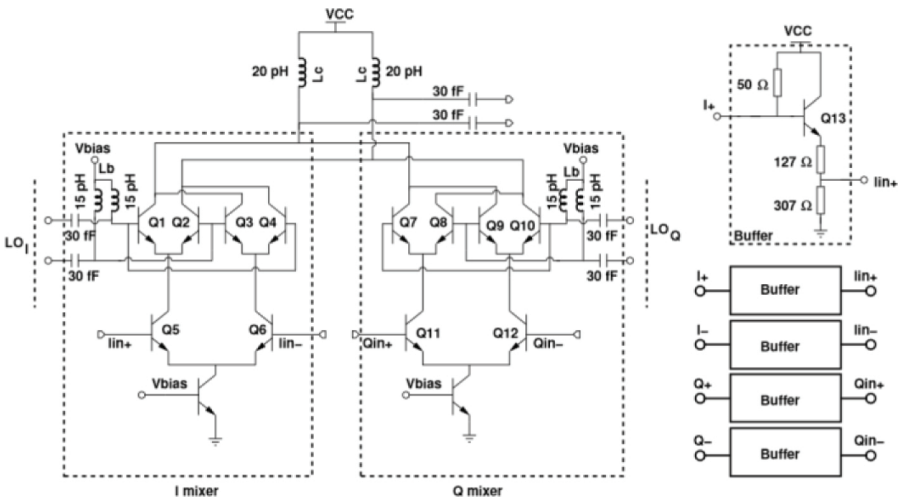 VCC
20 pH
Lc
Lc
20 pH
30 fF
30 fF
VCC
50 Ω
I+
Q13
127 Ω
Iin+
307 Ω
Buffer
Vbias
Lb
15 pH
15 pH
Q1
Q2
Q3
Q4
LOI
30 fF
30 fF
Q5
Q6
Iin+
Iin−
Vbias
I mixer
Vbias
Lb
15 pH
15 pH
Q7
Q8
Q9
Q10
30 fF
30 fF
LOQ
Q11
Q12
Qin+
Qin−
Vbias
Q mixer
I+
Buffer
Iin+
I−
Buffer
Iin−
Q+
Buffer
Qin+
Q−
Buffer
Qin−